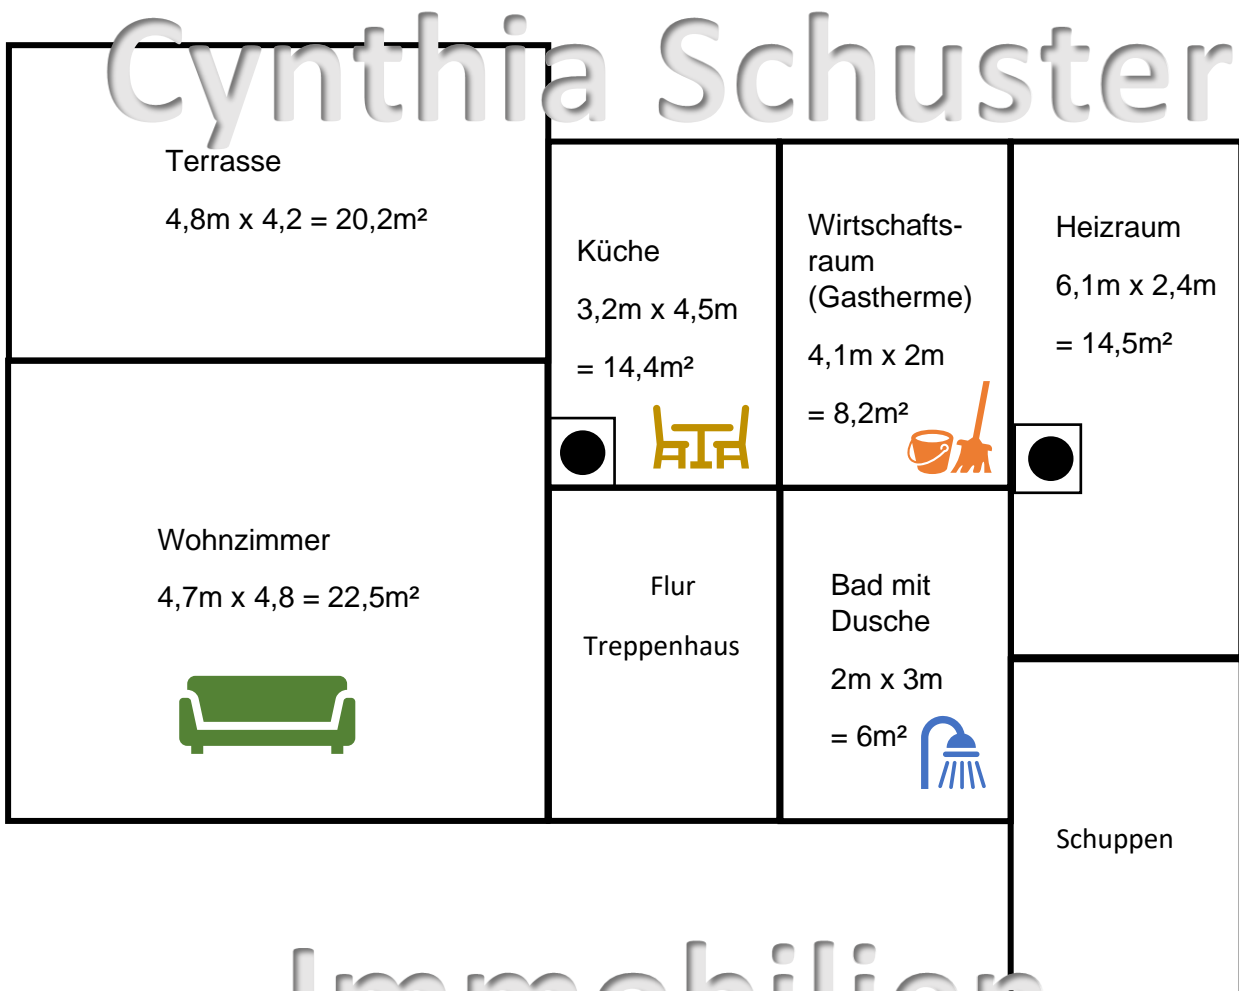 Cynthia Schuster
Terrasse
4,8m x 4,2 = 20,2m²
Küche
3,2m x 4,5m
= 14,4m²
Wirtschafts-
raum
(Gastherme)
4,1m x 2m
= 8,2m²
Heizraum
6,1m x 2,4m
= 14,5m²
Wohnzimmer
4,7m x 4,8 = 22,5m²
Flur
Treppenhaus
Bad mit
Dusche
2m x 3m
= 6m²
Schuppen
Immobilien